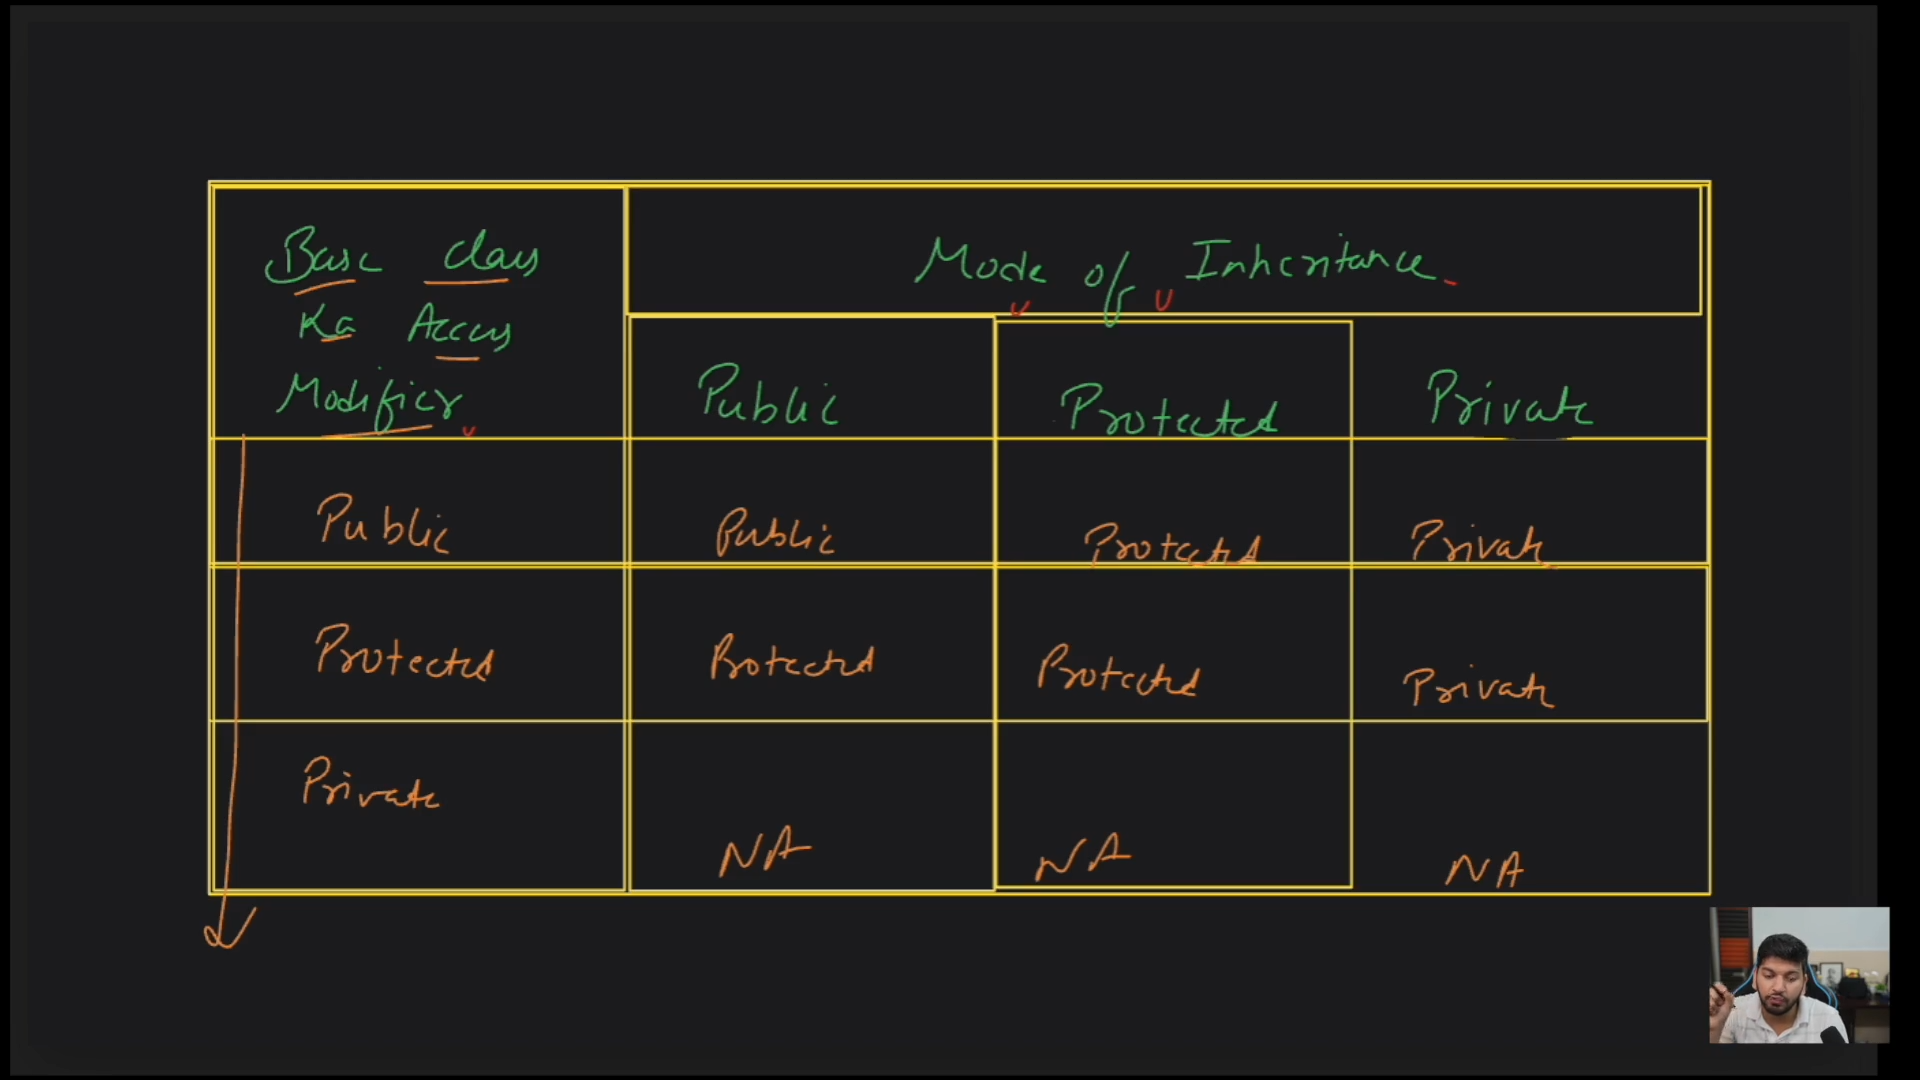 Base class
Ka Access
Modifier
Mode of Inheritance
Public Protected Private
Public Public Protected Private
Protected Protected Protected Private
Private
NA NA NA